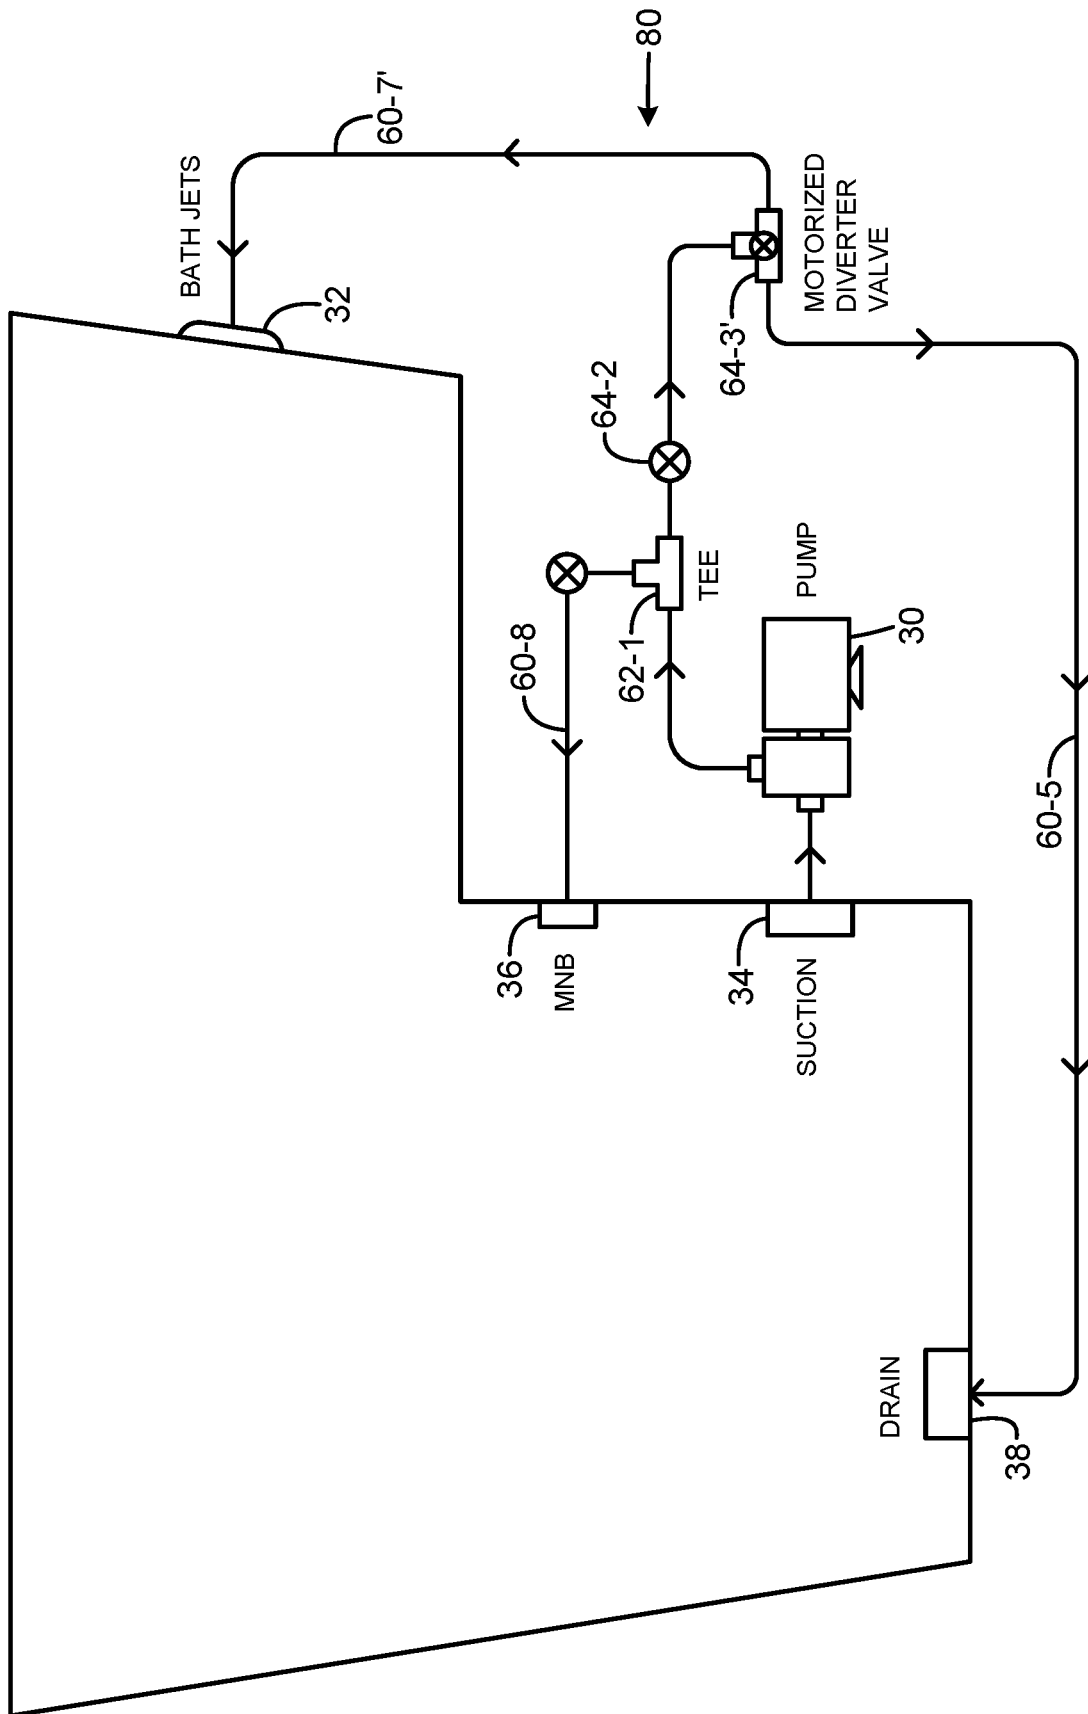 80
60-7'
BATH JETS
32
MOTORIZED
DIVERTER
VALVE
64-3'
64-2
TEE
62-1
60-8
PUMP
30
60-5
36
MNB
34
SUCTION
DRAIN
38